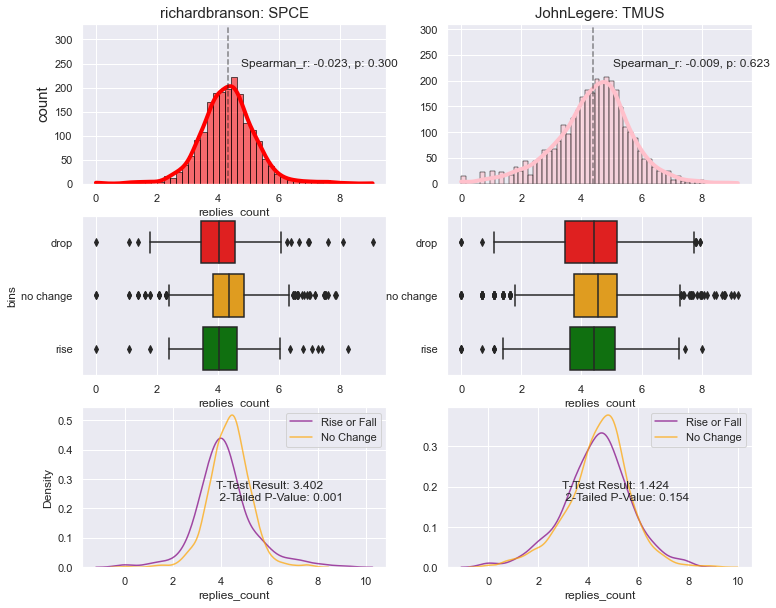 richardbranson: SPCE
JohnLegere: TMUS
300
250
200
150
100
50
0
count
Spearman_r: -0.023, p: 0.300
0 2 4 6 8
replies_count
300
250
200
150
100
50
0
Spearman_r: -0.009, p: 0.623
0 2 4 6 8
replies_count
bins
drop
no change
rise
0 2 4 6 8
replies_count
drop
no change
rise
0 2 4 6 8
replies_count
Density
0.5
0.4
0.3
0.2
0.1
0.0
Rise or Fall
No Change
T-Test Result: 3.402
2-Tailed P-Value: 0.001
0 2 4 6 8 10
replies_count
0.3
0.2
0.1
0.0
Rise or Fall
No Change
T-Test Result: 1.424
2-Tailed P-Value: 0.154
0 2 4 6 8 10
replies_count